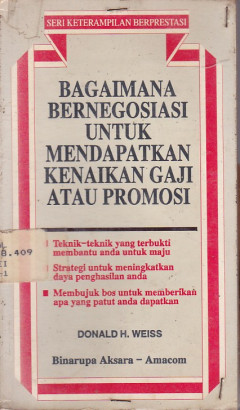 SERI KETERAMPILAN BERPRESTASI
BAGAIMANA
BERNEGOSIASI
UNTUK
MENDAPATKAN
KENAIKAN GAJI
ATAU PROMOSI
Teknik-teknik yang terbukti
membantu anda untuk maju
Strategi untuk meningkatkan
daya penghasilan anda
Membujuk bos untuk memberikan
apa yang patut anda dapatkan
.409
DONALD H. WEISS
Binarupa Aksara – Amacom